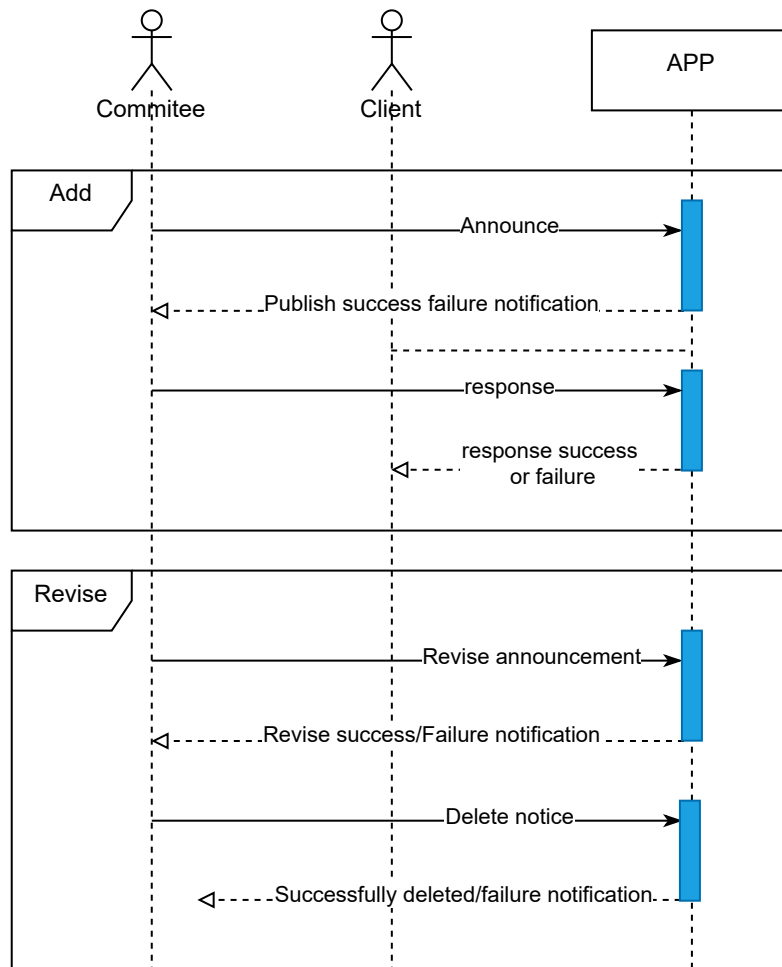 Commitee
Client
APP
Add
Announce
Publish success failure notification
response
response success
or failure
Revise
Revise announcement
Revise success/Failure notification
Delete notice
Successfully deleted/failure notification